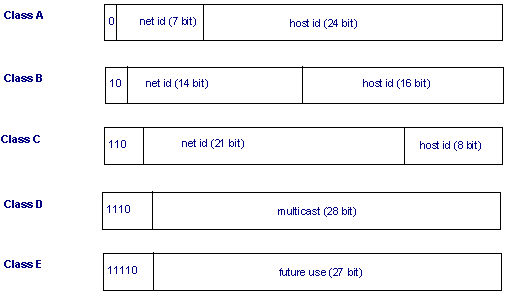 Class A 0 net id (7 bit) host id (24 bit)
Class B 10 net id (14 bit) host id (16 bit)
Class C 110 net id (21 bit) host id (8 bit)
Class D 1110 multicast (28 bit)
Class E 11110 future use (27 bit)